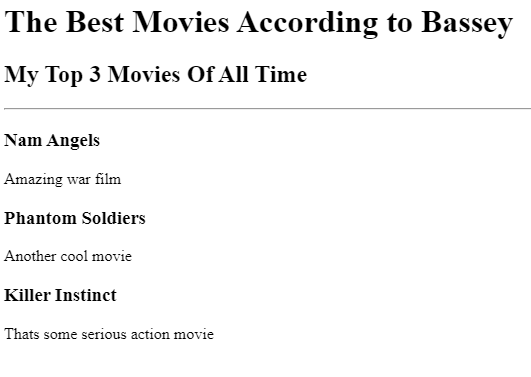 The Best Movies According to Bassey
My Top 3 Movies Of All Time
Nam Angels
Amazing war film
Phantom Soldiers
Another cool movie
Killer Instinct
Thats some serious action movie